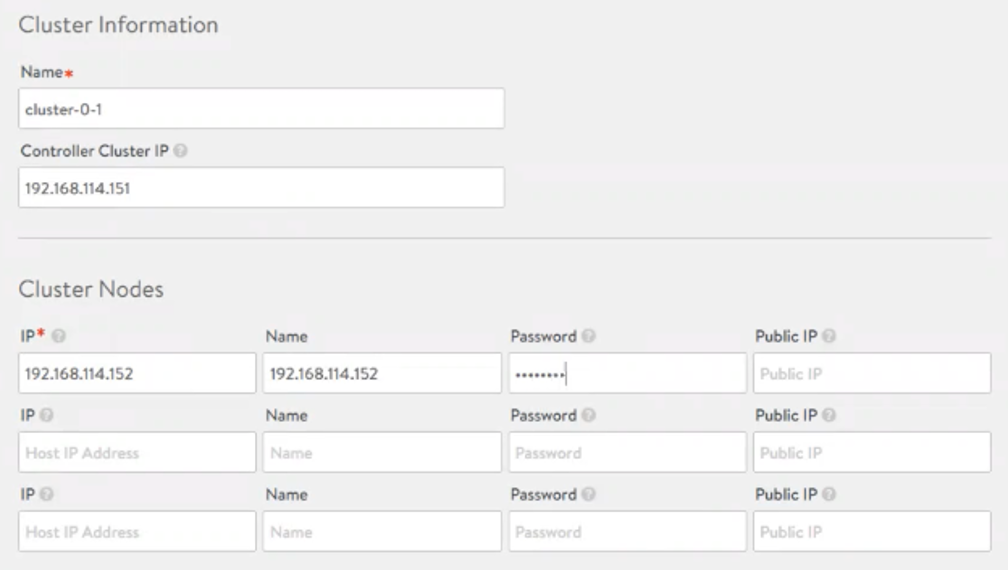 Cluster Information
Name*
cluster-0-1
Controller Cluster IP ?
192.168.114.151
Cluster Nodes
IP* ? Name Password ? Public IP ?
192.168.114.152 192.168.114.152 •••••••• Public IP
IP ? Name Password ? Public IP ?
Host IP Address Name Password Public IP
IP ? Name Password ? Public IP ?
Host IP Address Name Password Public IP